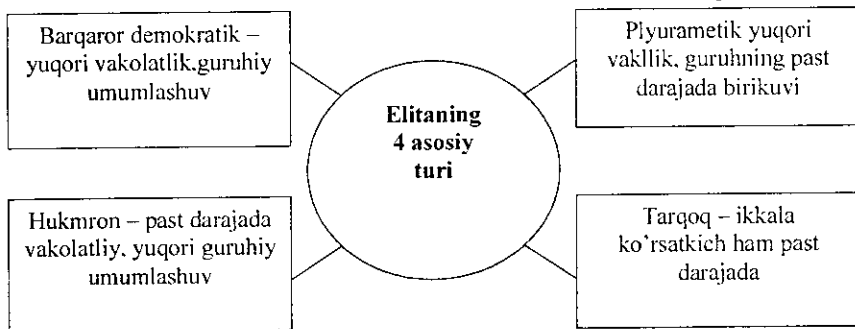 Barqaror demokratik –
yuqori vakolatlik.guruhiy
umumlashuv
Plyurametik yuqori
vakllik. guruhning past
darajada birikuvi
Elitaning
4 asosiy
turi
Hukmron – past darajada
vakolatliy. yuqori guruhiy
umumlashuv
Tarqoq – ikkala
ko`rsatkich ham past
darajada